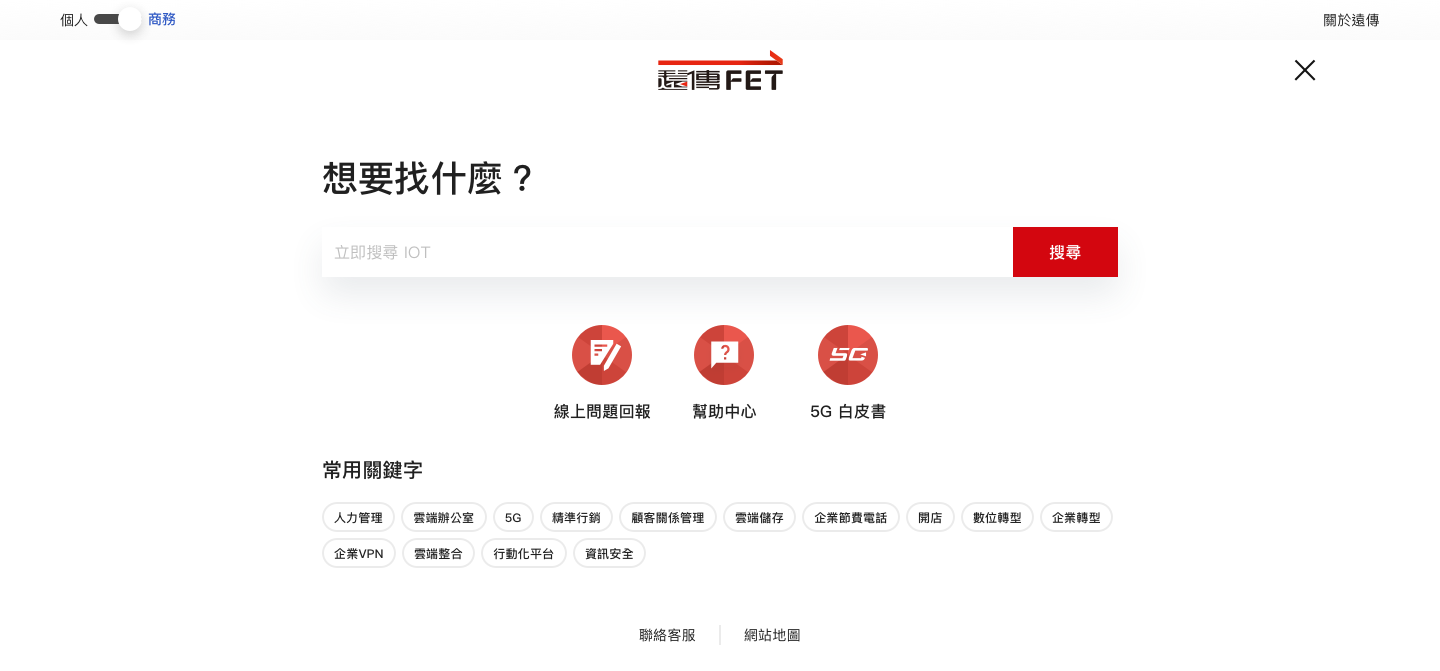 個人 商務 關於遠傳
遠傳FET
想要找什麼？
立即搜尋 IOT 搜尋
5G
線上問題回報 幫助中心 5G 白皮書
常用關鍵字
人力管理 雲端辦公室 5G 精準行銷 顧客關係管理 雲端儲存 企業節費電話 開店 數位轉型 企業轉型
企業VPN 雲端整合 行動化平台 資訊安全
聯絡客服 網站地圖